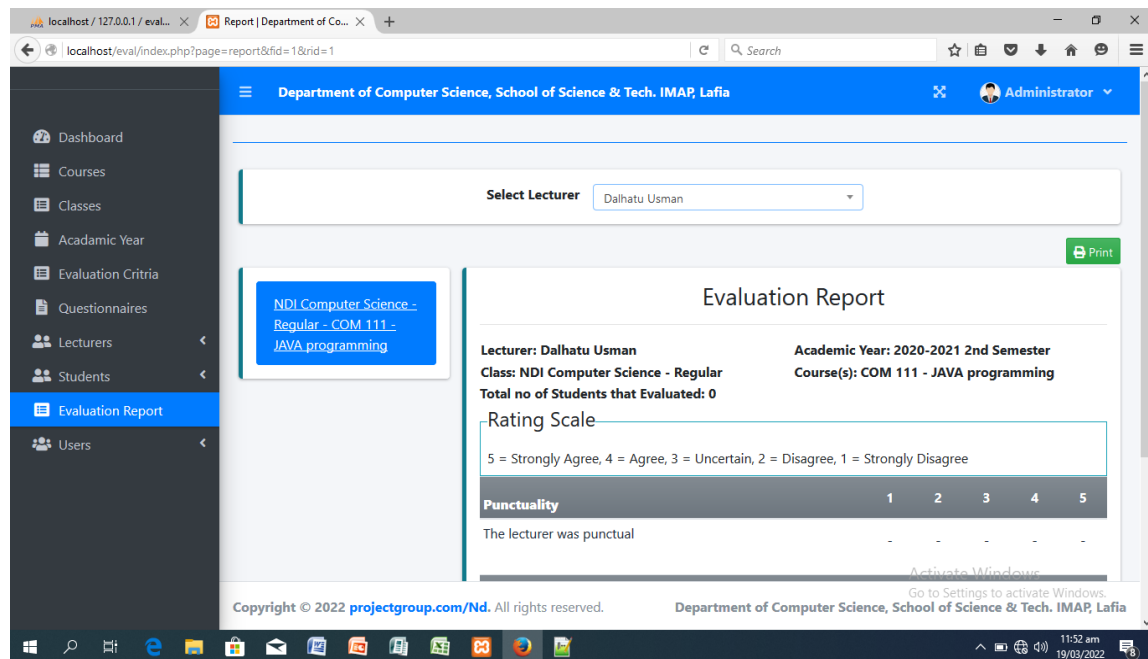 localhost / 127.0.0.1 / eval...
Report | Department of Co...
localhost/eval/index.php?page=report&fid=1&rid=1
Search
Department of Computer Science, School of Science & Tech. IMAP, Lafia
Administrator
Dashboard
Courses
Classes
Acadamic Year
Evaluation Critria
Questionnaires
Lecturers
Students
Evaluation Report
Users
Select Lecturer
Dalhatu Usman
Print
NDI Computer Science -
Regular - COM 111 -
JAVA programming
Evaluation Report
Lecturer: Dalhatu Usman
Academic Year: 2020-2021 2nd Semester
Class: NDI Computer Science - Regular
Course(s): COM 111 - JAVA programming
Total no of Students that Evaluated: 0
Rating Scale
5 = Strongly Agree, 4 = Agree, 3 = Uncertain, 2 = Disagree, 1 = Strongly Disagree
Punctuality 1 2 3 4 5
The lecturer was punctual - - - - -
Activate Windows
Go to Settings to activate Windows.
Copyright © 2022 projectgroup.com/Nd. All rights reserved.
Department of Computer Science, School of Science & Tech. IMAP, Lafia
11:52 am
19/03/2022
8